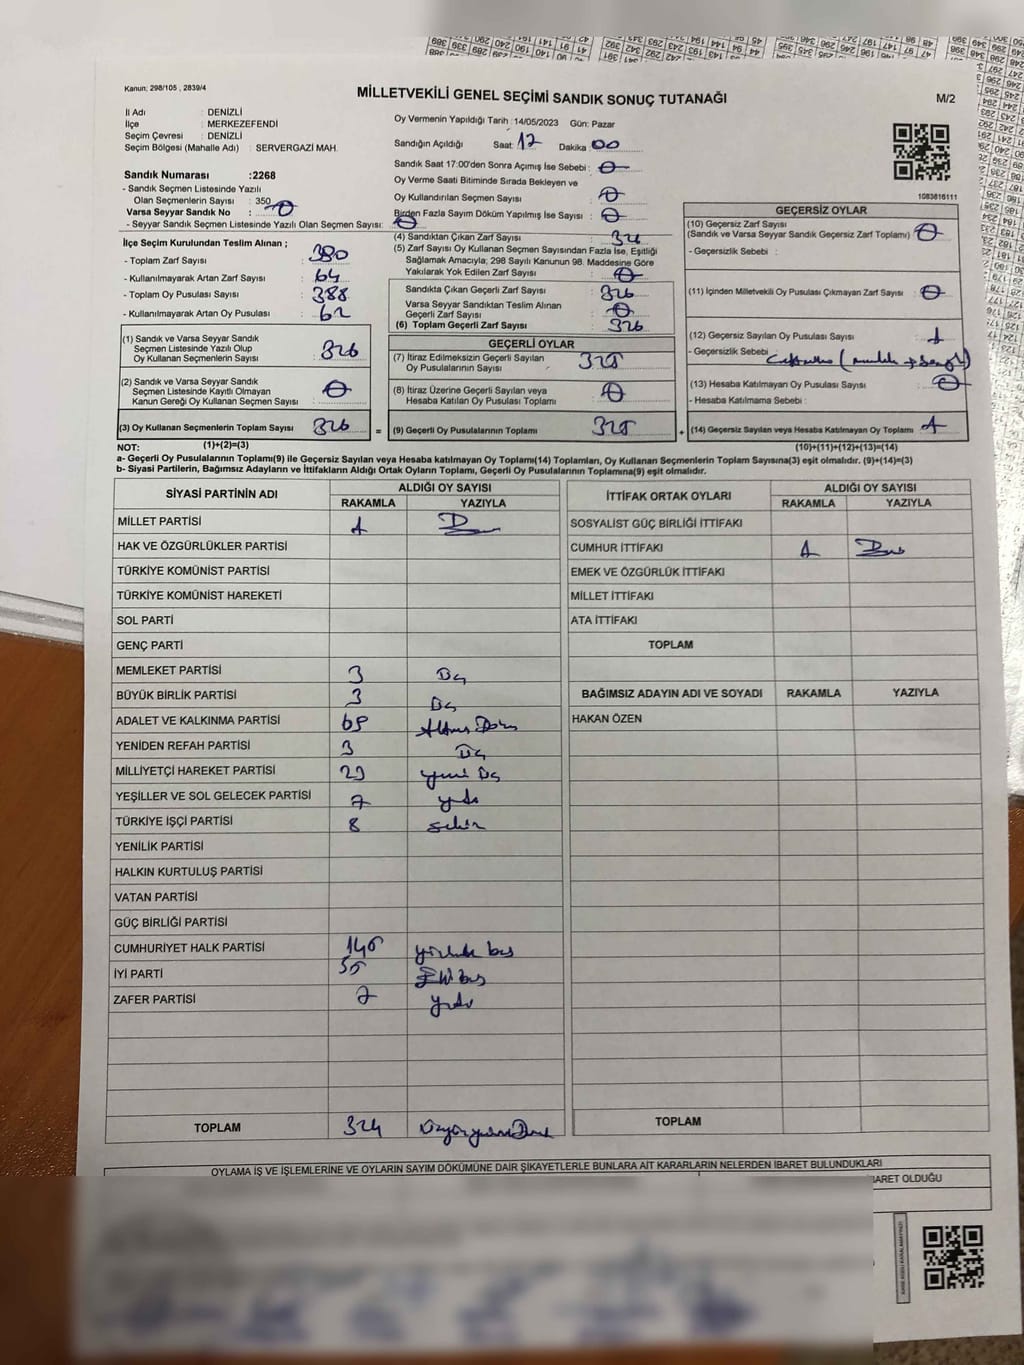 Kanun; 298/105 , 2839/4
MİLLETVEKİLİ GENEL SEÇİMİ SANDIK SONUÇ TUTANAĞI
M/2
İl Adı : DENİZLİ
İlçe : MERKEZEFENDİ
Seçim Çevresi : DENİZLİ
Seçim Bölgesi (Mahalle Adı) : SERVERGAZİ MAH.
Sandık Numarası :2268
- Sandık Seçmen Listesinde Yazılı
Olan Seçmenlerin Sayısı : 350
Varsa Seyyar Sandık No : 0
- Seyyar Sandık Seçmen Listesinde Yazılı Olan Seçmen Sayısı: 0
Oy Vermenin Yapıldığı Tarih :14/05/2023 Gün: Pazar
Sandığın Açıldığı Saat: 17 Dakika 00
Sandık Saat 17:00'den Sonra Açımış İse Sebebi : 0
Oy Verme Saati Bitiminde Sırada Bekleyen ve
Oy Kullandırılan Seçmen Sayısı : 0
Birden Fazla Sayım Döküm Yapılmış İse Sayısı : 0
1083816111
İlçe Seçim Kurulundan Teslim Alınan ;
- Toplam Zarf Sayısı : 380
- Kullanılmayarak Artan Zarf Sayısı : 64
- Toplam Oy Pusulası Sayısı : 388
- Kullanılmayarak Artan Oy Pusulası : 62
(1) Sandık ve Varsa Seyyar Sandık
Seçmen Listesinde Yazılı Olup
Oy Kullanan Seçmenlerin Sayısı : 326
(2) Sandık ve Varsa Seyyar Sandık
Seçmen Listesinde Kayıtlı Olmayan
Kanun Gereği Oy Kullanan Seçmen Sayısı : 0
(3) Oy Kullanan Seçmenlerin Toplam Sayısı : 326
(4) Sandıktan Çıkan Zarf Sayısı : 326
(5) Zarf Sayısı Oy Kullanan Seçmen Sayısından Fazla İse, Eşitliği
Sağlamak Amacıyla; 298 Sayılı Kanunun 98. Maddesine Göre
Yakılarak Yok Edilen Zarf Sayısı : 0
Sandıkta Çıkan Geçerli Zarf Sayısı : 326
Varsa Seyyar Sandıktan Teslim Alınan
Geçerli Zarf Sayısı : 0
(6) Toplam Geçerli Zarf Sayısı : 326
GEÇERLİ OYLAR
(7) İtiraz Edilmeksizin Geçerli Sayılan
Oy Pusulalarının Sayısı : 325
(8) İtiraz Üzerine Geçerli Sayılan veya
Hesaba Katılan Oy Pusulası Toplamı : 0
= (9) Geçerli Oy Pusulalarının Toplamı : 325
GEÇERSİZ OYLAR
(10) Geçersiz Zarf Sayısı
(Sandık ve Varsa Seyyar Sandık Geçersiz Zarf Toplamı) : 0
- Geçersizlik Sebebi :
(11) İçinden Milletvekili Oy Pusulası Çıkmayan Zarf Sayısı : 0
(12) Geçersiz Sayılan Oy Pusulası Sayısı : 1
- Geçersizlik Sebebi :
(13) Hesaba Katılmayan Oy Pusulası Sayısı : 0
- Hesaba Katılmama Sebebi :
+ (14) Geçersiz Sayılan veya Hesaba Katılmayan Oy Toplamı : 1
NOT: (1)+(2)=(3) (10)+(11)+(12)+(13)=(14)
a- Geçerli Oy Pusulaları Toplamı(9) ile Geçersiz Sayılan veya Hesaba katılmayan Oy Toplamı(14) Toplamları, Oy Kullanan Seçmenlerin Toplam Sayısına(3) eşit olmalıdır. (9)+(14)=(3)
b- Siyasi Partilerin, Bağımsız Adayların ve İttifakların Aldığı Ortak Oyların Toplamı, Geçerli Oy Pusulalarının Toplamına(9) eşit olmalıdır.
SİYASİ PARTİNİN ADI ALDIĞI OY SAYISI
RAKAMLA YAZIYLA
MİLLET PARTİSİ 1 Bir
HAK VE ÖZGÜRLÜKLER PARTİSİ
TÜRKİYE KOMÜNİST PARTİSİ
TÜRKİYE KOMÜNİST HAREKETİ
SOL PARTİ
GENÇ PARTİ
MEMLEKET PARTİSİ 3 Üç
BÜYÜK BİRLİK PARTİSİ 3 Üç
ADALET VE KALKINMA PARTİSİ
YENİDEN REFAH PARTİSİ 3 Üç
MİLLİYETÇİ HAREKET PARTİSİ 23 yirmi Üç
YEŞİLLER VE SOL GELECEK PARTİSİ 7 yedi
TÜRKİYE İŞÇİ PARTİSİ 8 sekiz
YENİLİK PARTİSİ
HALKIN KURTULUŞ PARTİSİ
VATAN PARTİSİ
GÜÇ BİRLİĞİ PARTİSİ
CUMHURİYET HALK PARTİSİ 145 yüzkırk beş
İYİ PARTİ 55 Elli beş
ZAFER PARTİSİ 7 yedi
TOPLAM 324 Üçyüzyirmi Dört
İTTİFAK ORTAK OYLARI ALDIĞI OY SAYISI
RAKAMLA YAZIYLA
SOSYALİST GÜÇ BİRLİĞİ İTTİFAKI
CUMHUR İTTİFAKI 1 Bir
EMEK VE ÖZGÜRLÜK İTTİFAKI
MİLLET İTTİFAKI
ATA İTTİFAKI
TOPLAM
BAĞIMSIZ ADAYIN ADI VE SOYADI RAKAMLA YAZIYLA
HAKAN ÖZEN
TOPLAM
OYLAMA İŞ VE İŞLEMLERİNE VE OYLARIN SAYIM DÖKÜMÜNE DAİR ŞİKAYETLERLE BUNLARA AİT KARARLARIN NELERDEN İBARET BULUNDUKLARI
BARET OLDUĞU